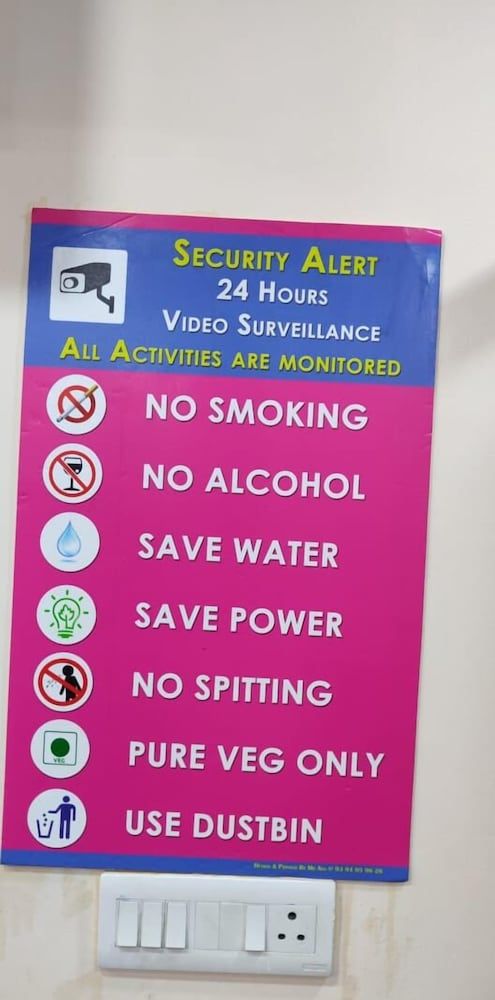 SECURITY ALERT
24 HOURS
VIDEO SURVEILLANCE
ALL ACTIVITIES ARE MONITORED
NO SMOKING
NO ALCOHOL
SAVE WATER
SAVE POWER
NO SPITTING
VEG
PURE VEG ONLY
USE DUSTBIN